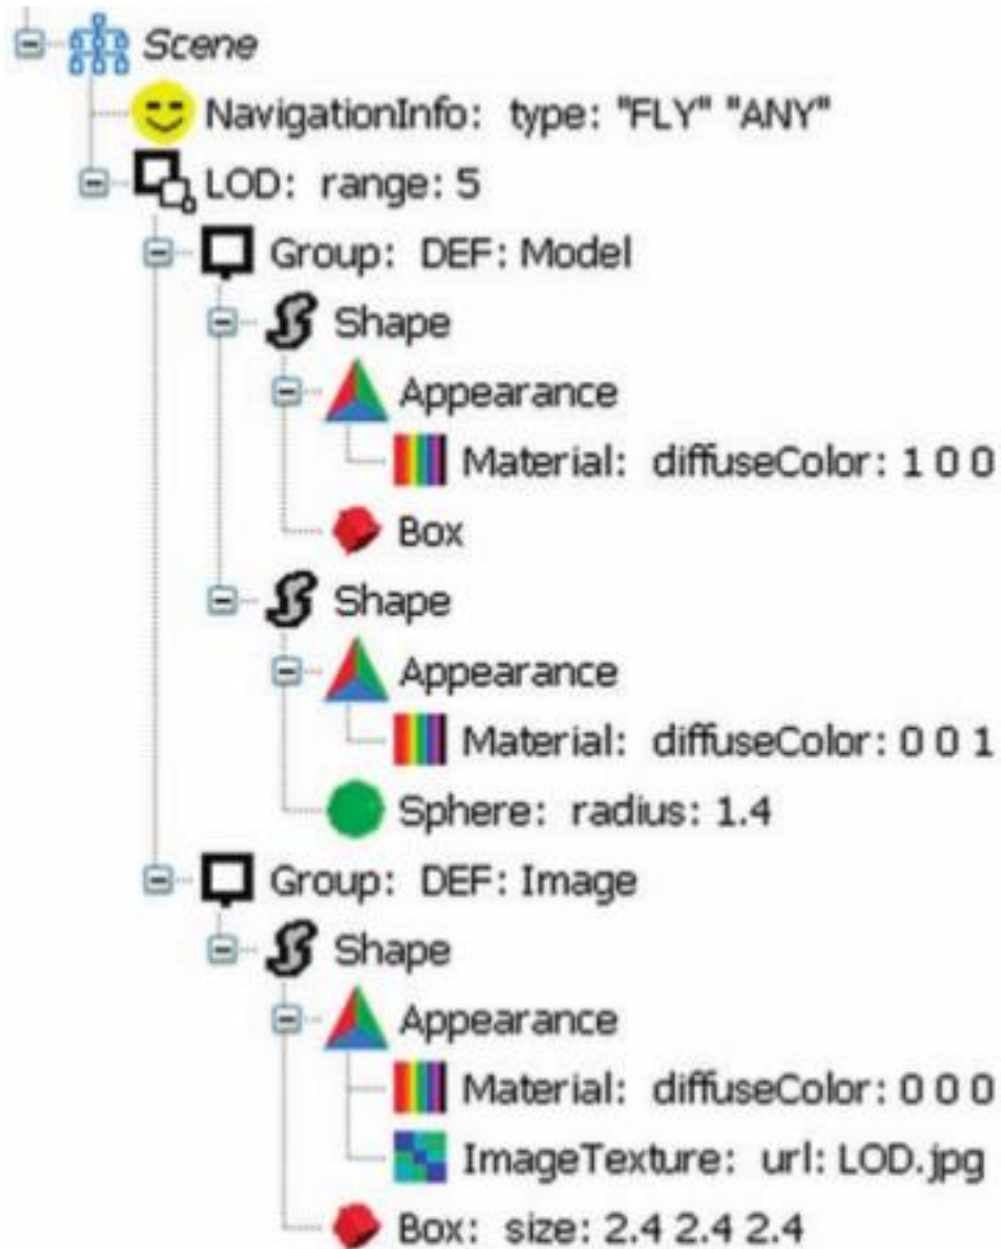 Scene
NavigationInfo: type: "FLY" "ANY"
LOD: range: 5
Group: DEF: Model
Shape
Appearance
Material: diffuseColor: 1 0 0
Box
Shape
Appearance
Material: diffuseColor: 0 0 1
Sphere: radius: 1.4
Group: DEF: Image
Shape
Appearance
Material: diffuseColor: 0 0 0
ImageTexture: url: LOD.jpg
Box: size: 2.4 2.4 2.4